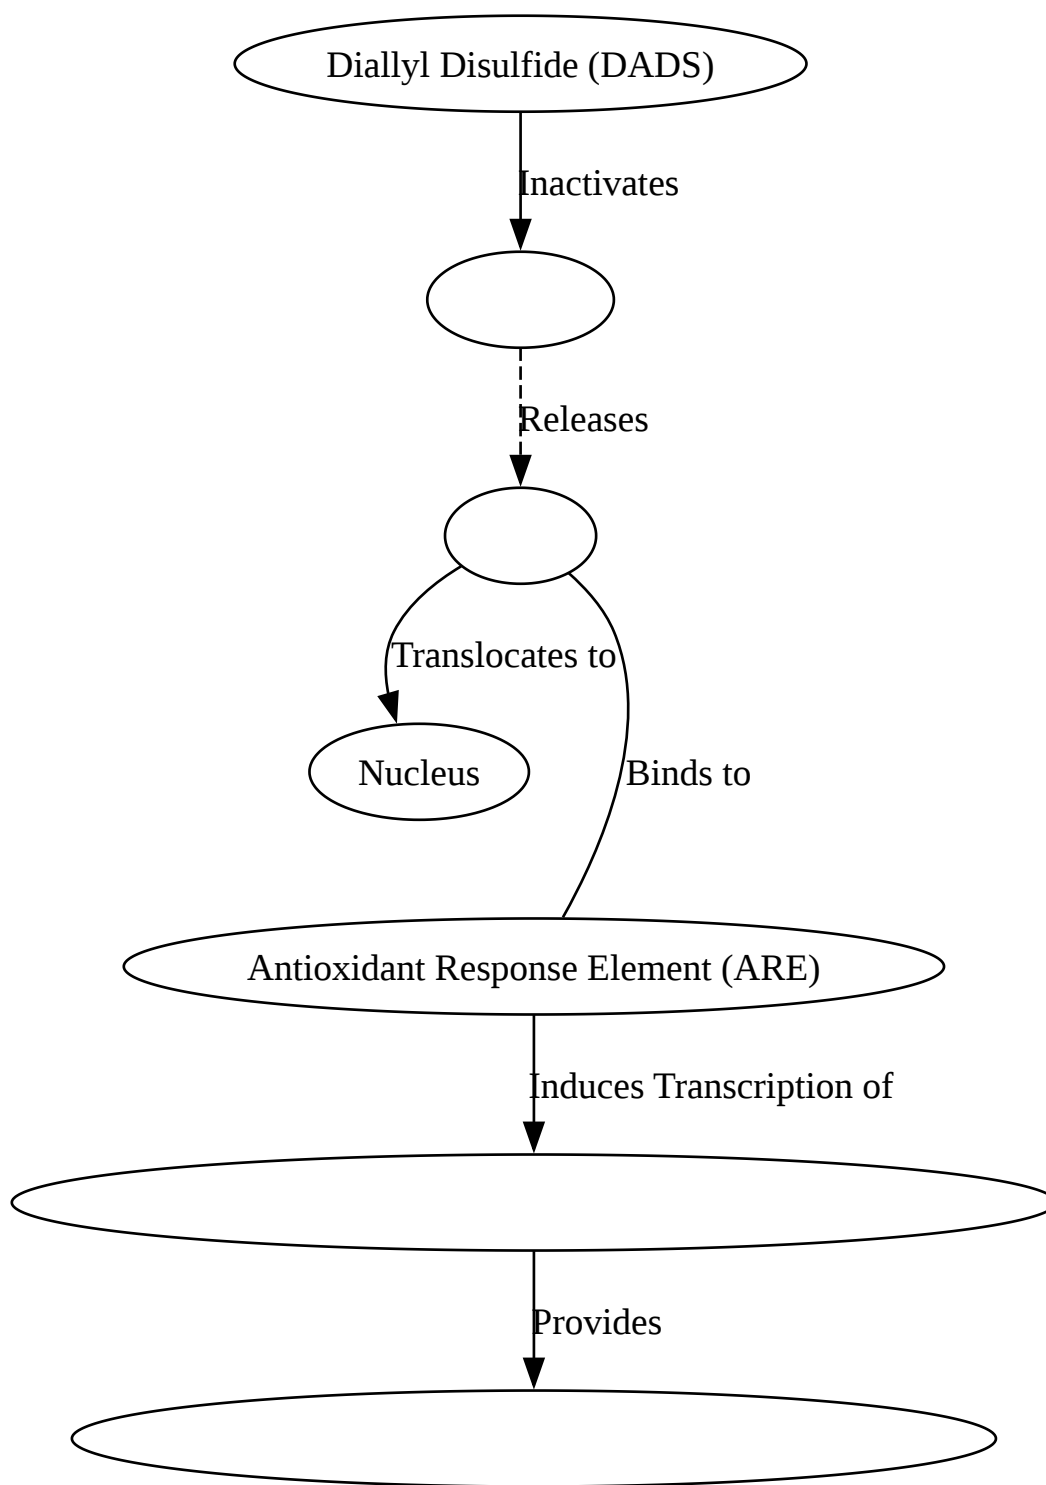 Diallyl Disulfide (DADS)
Inactivates
Releases
Translocates to
Nucleus
Binds to
Antioxidant Response Element (ARE)
Induces Transcription of
Provides